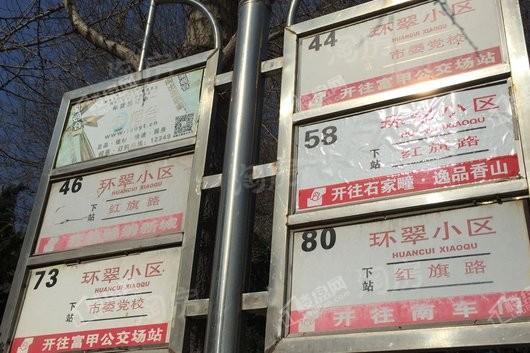 46
环翠小区
HUANCUI XIAOQU
下站
红旗路
73
环翠小区
HUANCUI XIAOQU
下站
市委党校
开往富甲公交场站
44
环翠小区
HUANCUI XIAOQU
市委党校
开往富甲公交场站
58
环翠小区
HUANCUI XIAOQU
下站
红旗路
开往石家疃·逸品香山
80
环翠小区
HUANCUI XIAOQU
下站
红旗路
开往南车